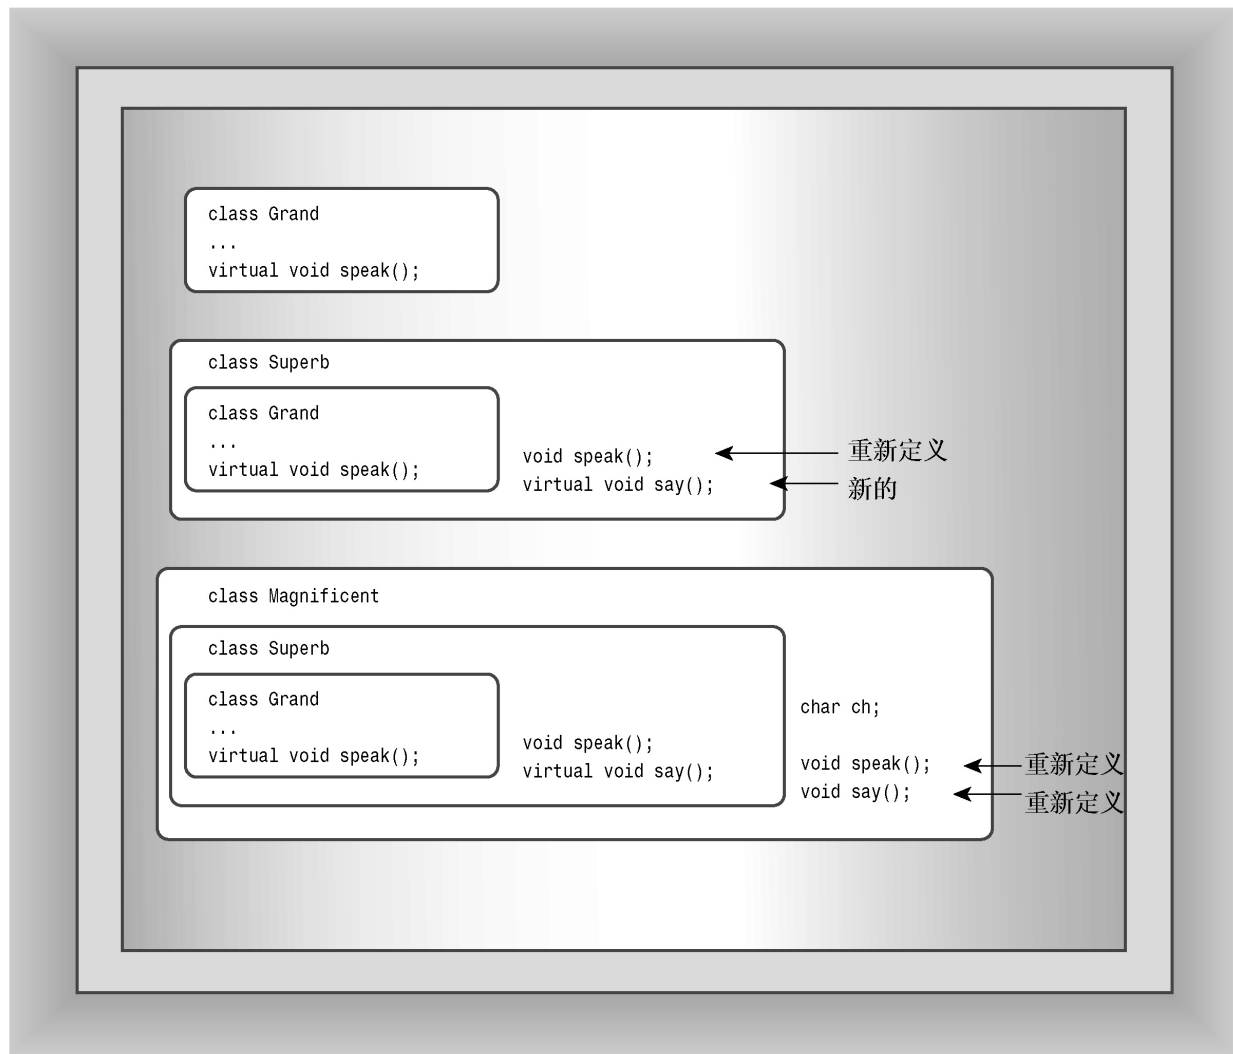 class Grand
...
virtual void speak();
class Superb
class Grand
...
virtual void speak();
void speak();
virtual void say();
重新定义
新的
class Magnificent
class Superb
class Grand
...
virtual void speak();
void speak();
virtual void say();
char ch;
void speak();
void say();
重新定义
重新定义